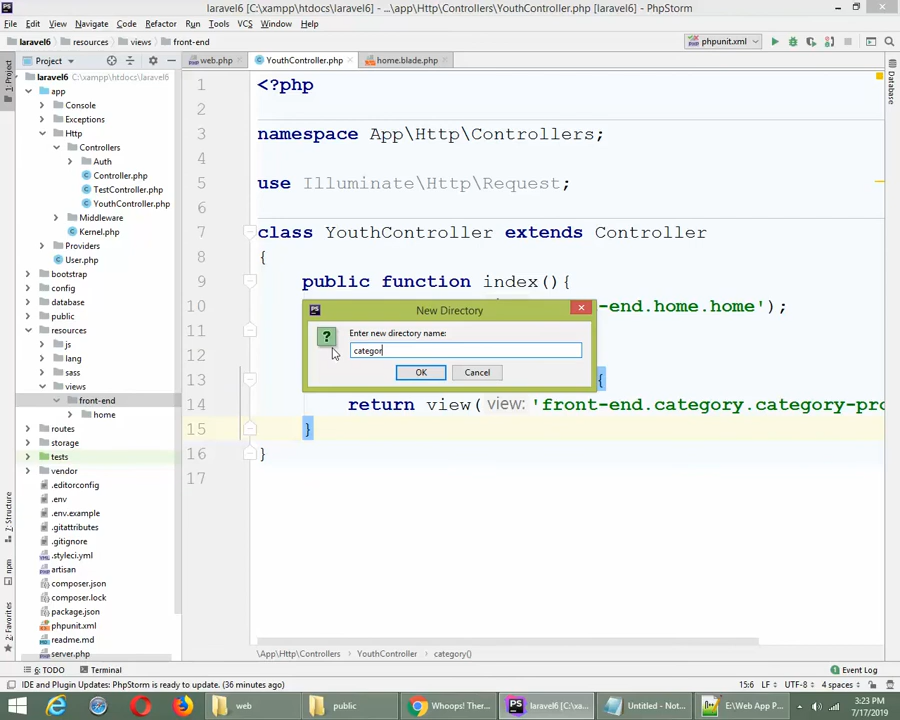 laravel6 [C:\xampp\htdocs\laravel6] - ...\app\Http\Controllers\YouthController.php [laravel6] - PhpStorm
File Edit View Navigate Code Refactor Run Tools VCS Window Help
laravel6 resources views front-end
phpunit.xml
Project
web.php YouthController.php home.blade.php
1: Project
Database
laravel6 C:\xampp\htdocs\laravel6
app
Console
Exceptions
Http
Controllers
Auth
Controller.php
TestController.php
YouthController.php
Middleware
Kernel.php
Providers
User.php
bootstrap
config
database
public
resources
js
lang
sass
views
front-end
home
routes
storage
tests
vendor
.editorconfig
.env
.env.example
.gitattributes
.gitignore
.styleci.yml
artisan
composer.json
composer.lock
package.json
phpunit.xml
readme.md
server.php
7: Structure
npm
2: Favorites
1 <?php
2
3 namespace App\Http\Controllers;
4
5 use Illuminate\Http\Request;
6
7 class YouthController extends Controller
8 {
9 public function index(){
10 -end.home.home');
11
13 {
14 return view( view: 'front-end.category.category-pro
15 }
16 }
17
New Directory
Enter new directory name:
categor
OK Cancel
\App\Http\Controllers YouthController category()
6: TODO Terminal Event Log
IDE and Plugin Updates: PhpStorm is ready to update. (36 minutes ago) 15:6 LF UTF-8 4 spaces
web public Whoops! Ther... laravel6 [C:\xa... Untitled - Not... E:\Web App P... 3:23 PM
7/17/2019